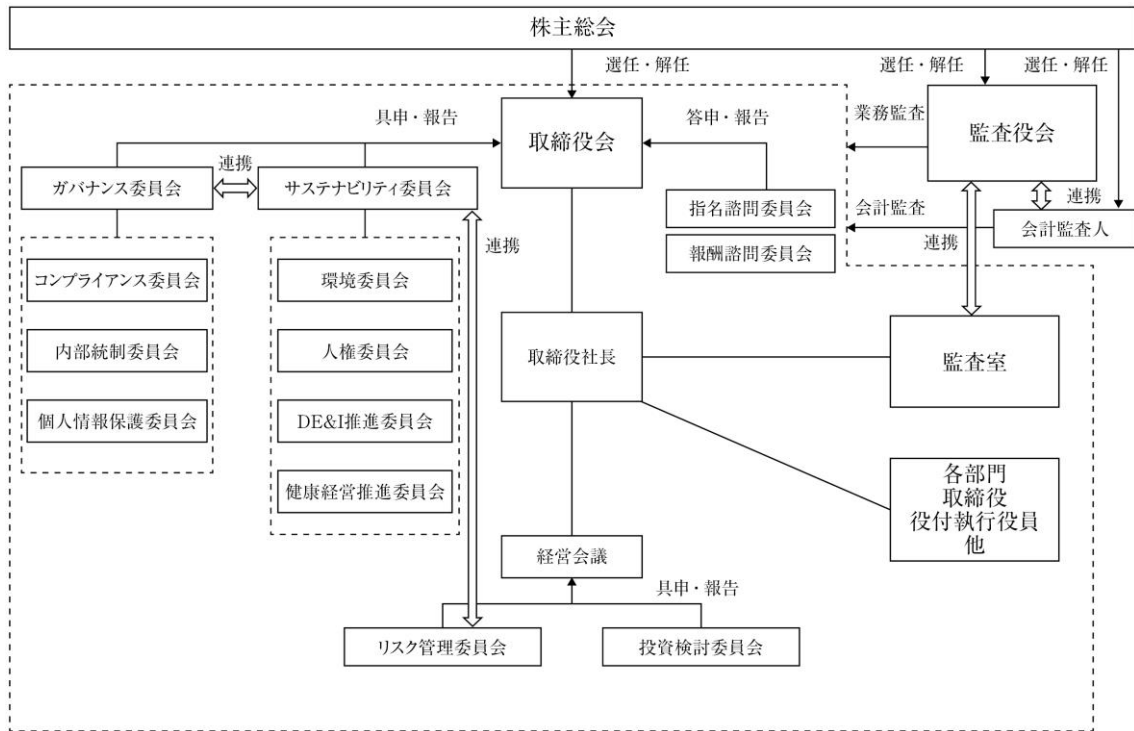 株主総会
選任・解任
選任・解任
選任・解任
具申・報告
取締役会
答申・報告
業務監査
監査役会
ガバナンス委員会
連携
サステナビリティ委員会
指名諮問委員会
会計監査
連携
会計監査人
連携
報酬諮問委員会
連携
コンプライアンス委員会
環境委員会
内部統制委員会
人権委員会
取締役社長
監査室
個人情報保護委員会
DE&I推進委員会
健康経営推進委員会
各部門
取締役
役付執行役員
他
経営会議
具申・報告
リスク管理委員会
投資検討委員会